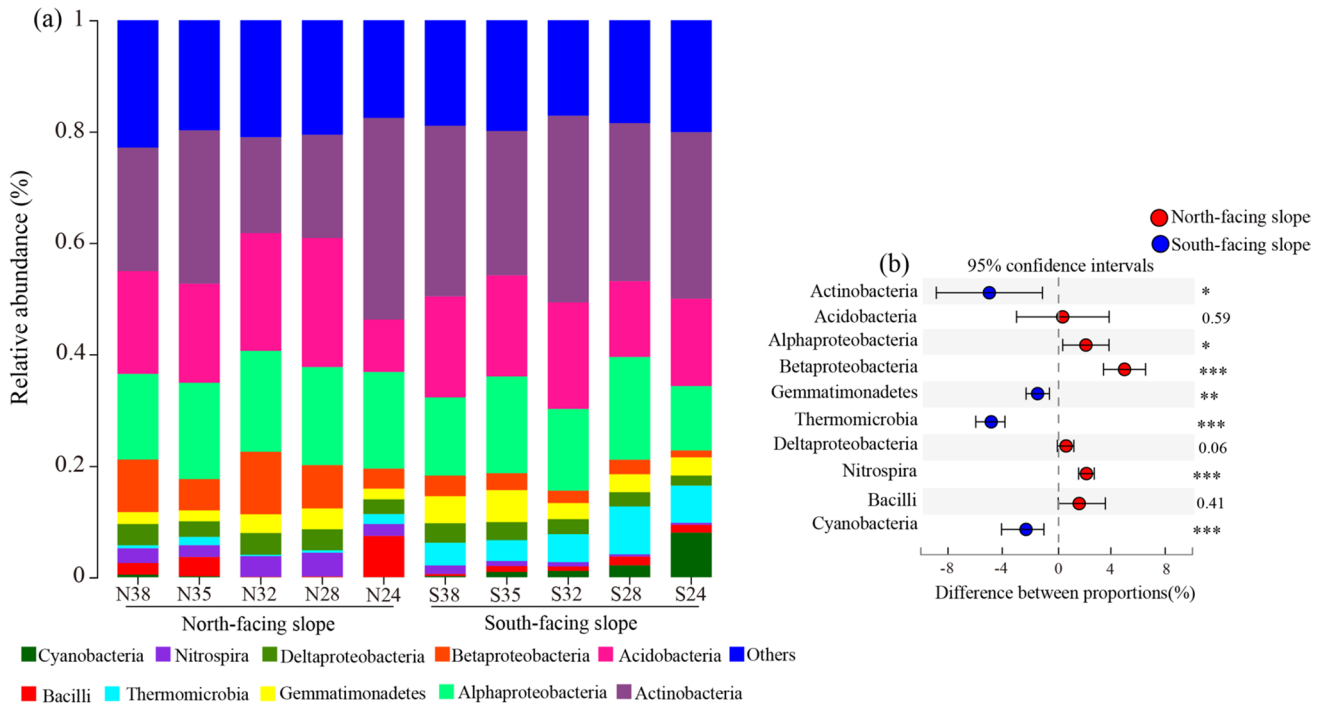 (a)
Relative abundance (%)
1
0.8
0.6
0.4
0.2
0
N38 N35 N32 N28 N24 S38 S35 S32 S28 S24
North-facing slope South-facing slope
Cyanobacteria Nitrospira Deltaproteobacteria Betaproteobacteria Acidobacteria Others
Bacilli Thermomicrobia Gemmatimonadetes Alphaproteobacteria Actinobacteria
North-facing slope
South-facing slope
(b)
95% confidence intervals
Actinobacteria *
Acidobacteria 0.59
Alphaproteobacteria *
Betaproteobacteria ***
Gemmatimonadetes **
Thermomicrobia ***
Deltaproteobacteria 0.06
Nitrospira ***
Bacilli 0.41
Cyanobacteria ***
-8 -4 0 4 8
Difference between proportions(%)